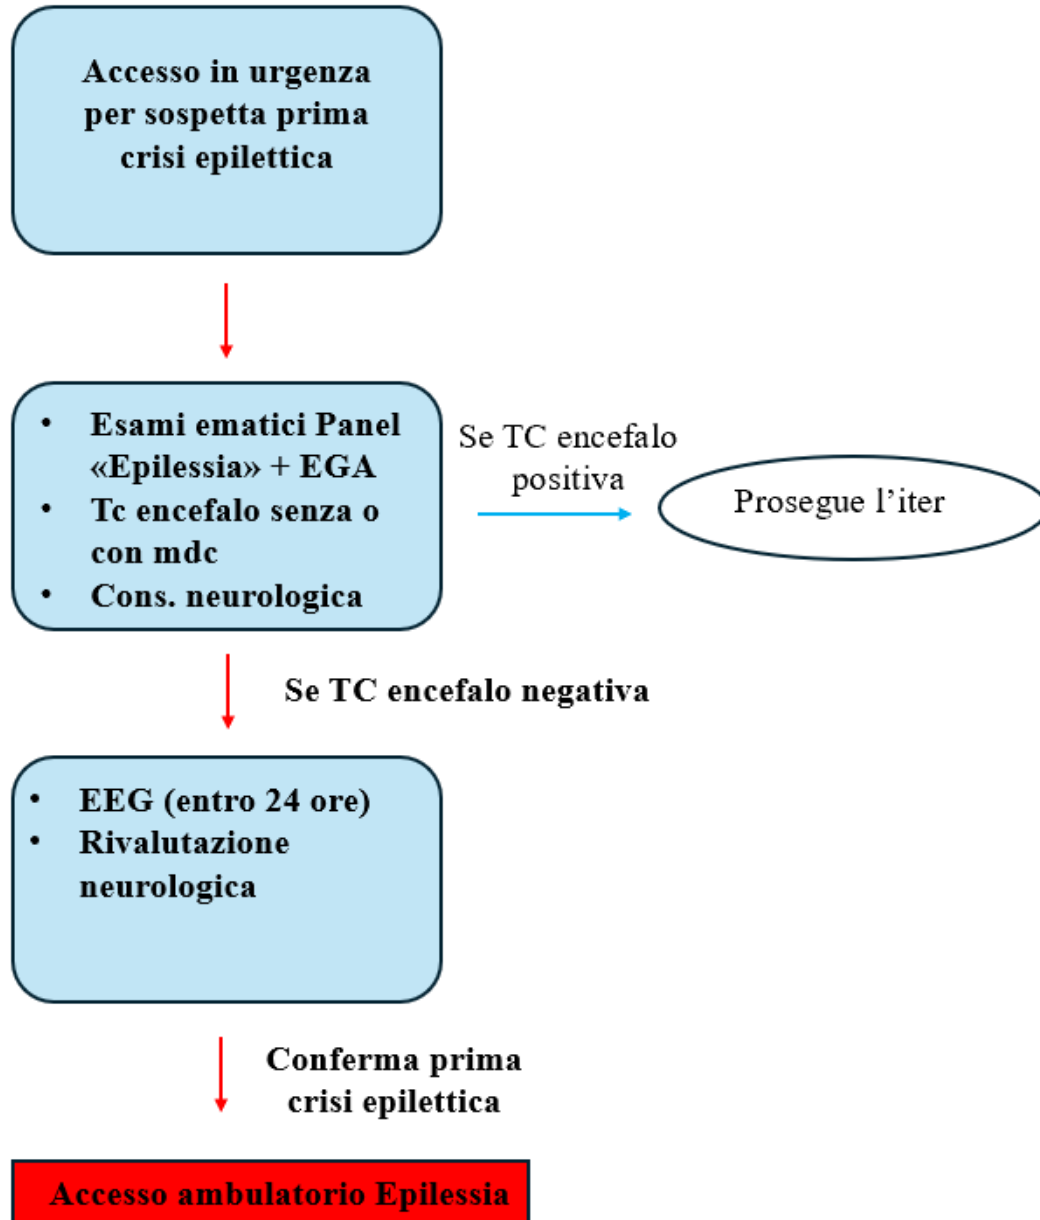 Accesso in urgenza
per sospetta prima
crisi epilettica
• Esami ematici Panel
«Epilessia» + EGA
• Tc encefalo senza o
con mdc
• Cons. neurologica
Se TC encefalo
positiva
Prosegue l’iter
Se TC encefalo negativa
• EEG (entro 24 ore)
• Rivalutazione
neurologica
Conferma prima
crisi epilettica
Accesso ambulatorio Epilessia